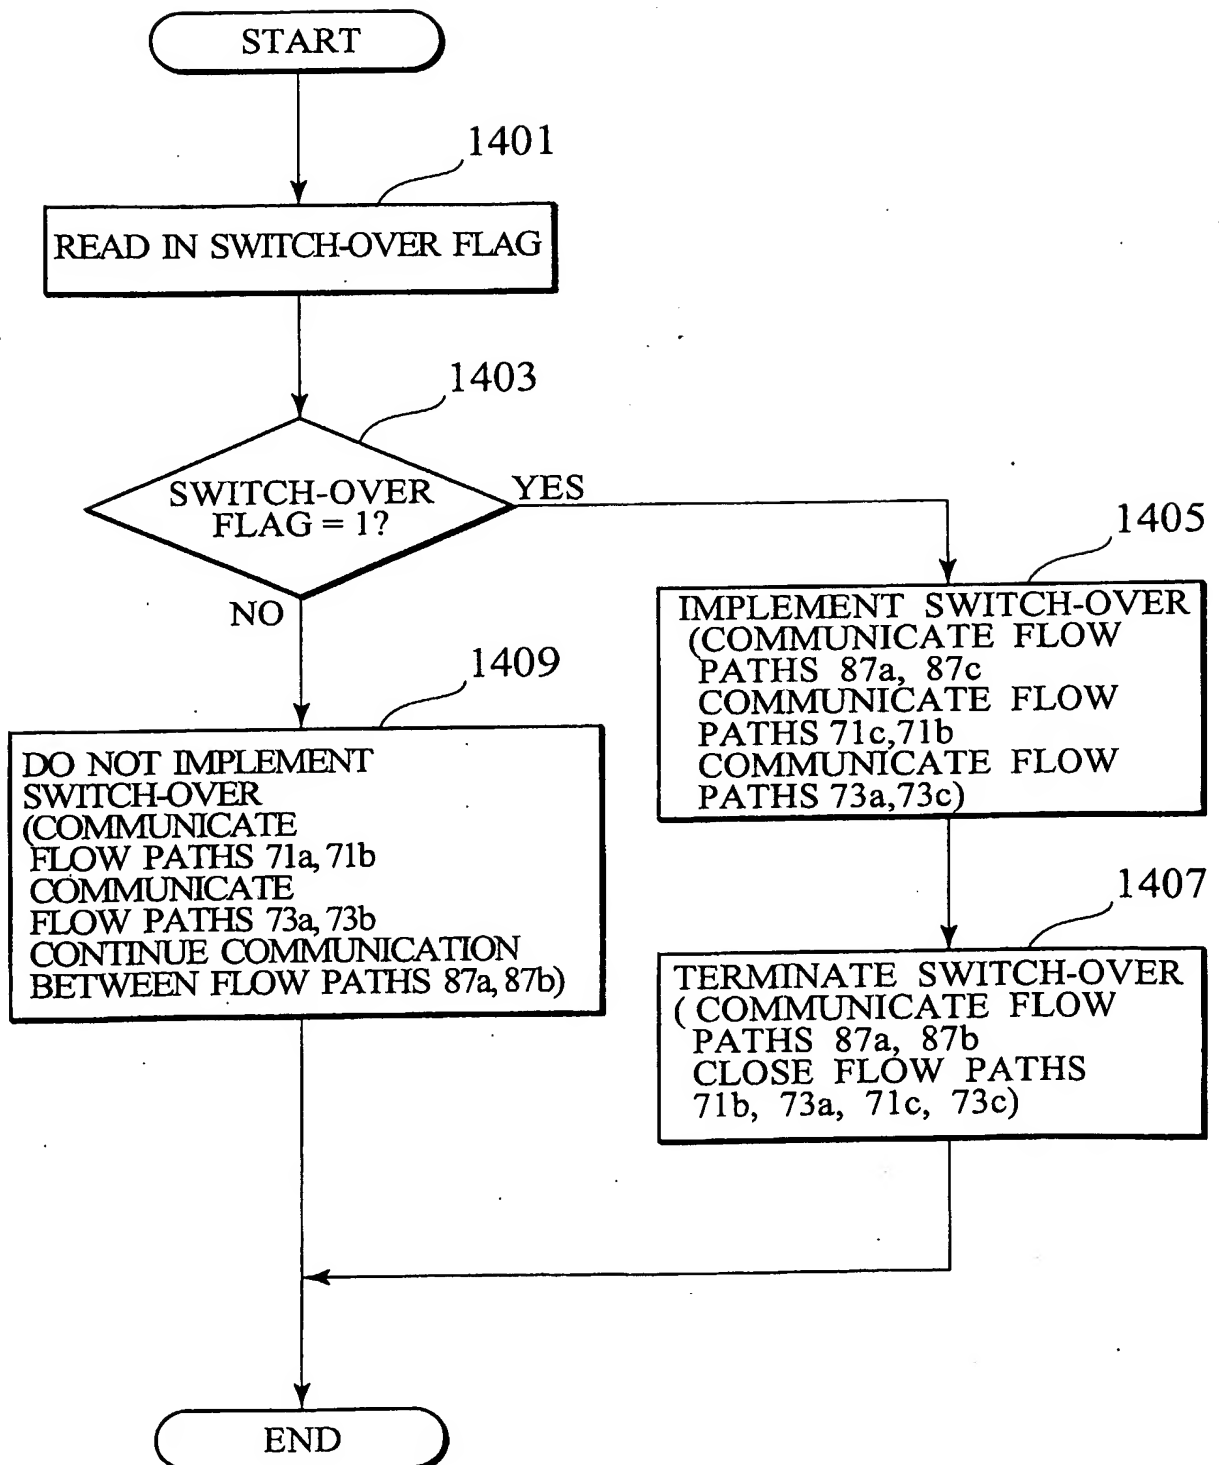 START
1401
READ IN SWITCH-OVER FLAG
1403
SWITCH-OVER
FLAG = 1?
YES
NO
1405
IMPLEMENT SWITCH-OVER
(COMMUNICATE FLOW
PATHS 87a, 87c
COMMUNICATE FLOW
PATHS 71c,71b
COMMUNICATE FLOW
PATHS 73a,73c)
1409
DO NOT IMPLEMENT
SWITCH-OVER
(COMMUNICATE
FLOW PATHS 71a, 71b
COMMUNICATE
FLOW PATHS 73a, 73b
CONTINUE COMMUNICATION
BETWEEN FLOW PATHS 87a, 87b)
1407
TERMINATE SWITCH-OVER
( COMMUNICATE FLOW
PATHS 87a, 87b
CLOSE FLOW PATHS
71b, 73a, 71c, 73c)
END